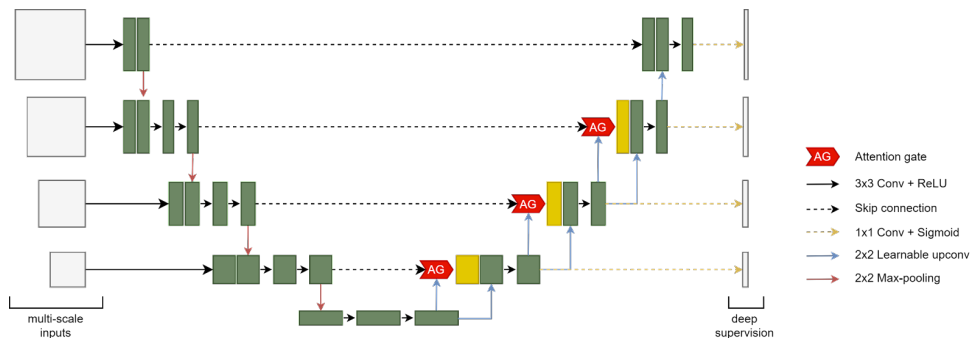 AG
AG
AG
AG
Attention gate
3x3 Conv + ReLU
Skip connection
1x1 Conv + Sigmoid
2x2 Learnable upconv
2x2 Max-pooling
multi-scale
inputs
deep
supervision